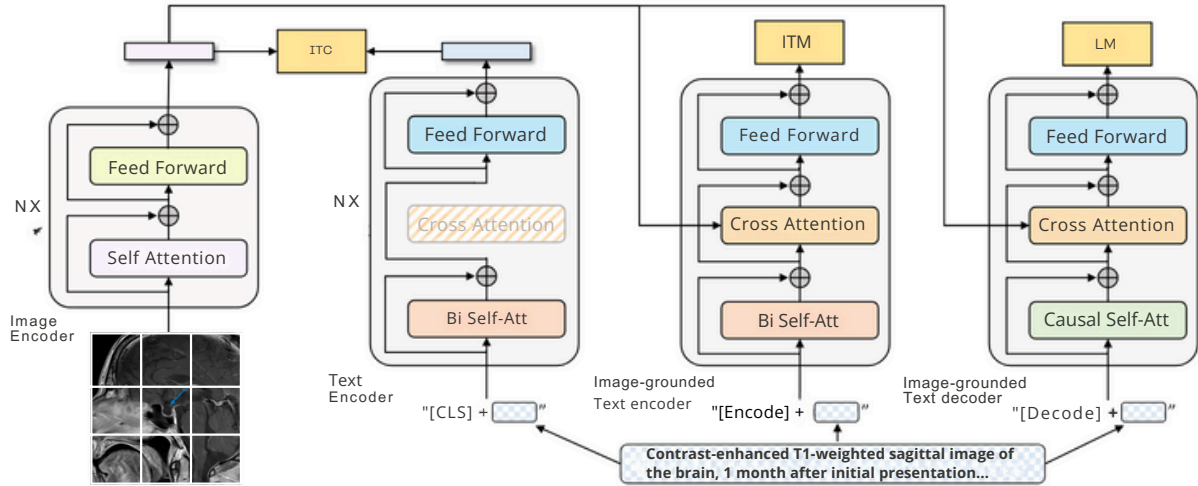 ITC
ITM
LM
Feed Forward
Self Attention
NX
Image
Encoder
Feed Forward
Cross Attention
Bi Self-Att
NX
Text
Encoder
"[CLS] + ”
Feed Forward
Cross Attention
Bi Self-Att
Image-grounded
Text encoder
"[Encode] + ”
Feed Forward
Cross Attention
Causal Self-Att
Image-grounded
Text decoder
"[Decode] + ”
Contrast-enhanced T1-weighted sagittal image of
the brain, 1 month after initial presentation...